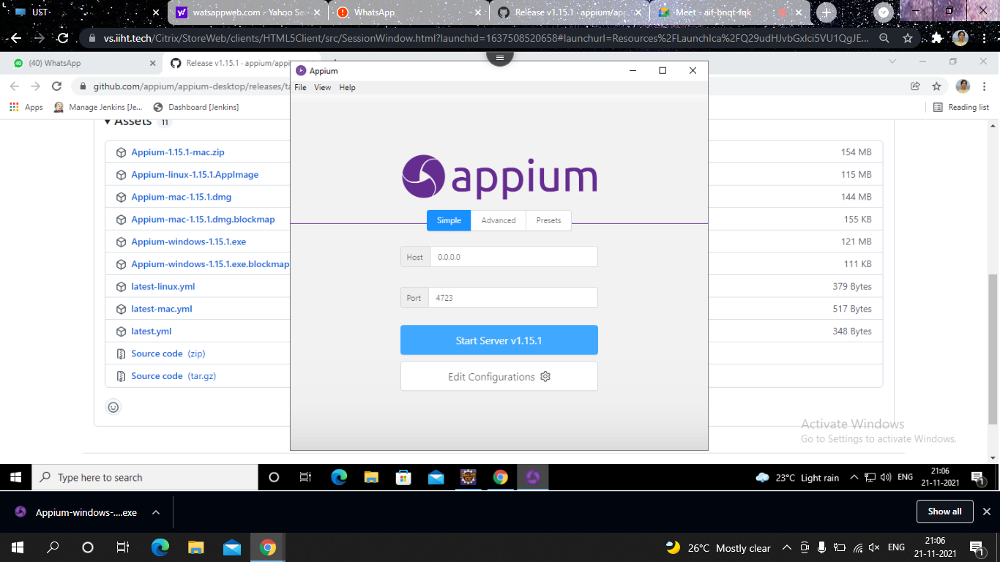 UST
watsappweb.com - Yahoo Se
WhatsApp
Release v1.15.1 · appium/app
Meet - aif-bnqt-fqk
vs.iiht.tech/Citrix/StoreWeb/clients/HTML5Client/src/SessionWindow.html?launchid=1637508520658#launchurl=Resources%2FLaunchIca%2FQ29udHJvbGxlci5VU1QgJE...
(40) WhatsApp
Release v1.15.1 · appium/appi
github.com/appium/appium-desktop/releases/ta
Apps
Manage Jenkins [Je...
Dashboard [Jenkins]
Reading list
Appium
File View Help
Assets 11
Appium-1.15.1-mac.zip 154 MB
Appium-linux-1.15.1.AppImage 115 MB
Appium-mac-1.15.1.dmg 144 MB
Appium-mac-1.15.1.dmg.blockmap 155 KB
Appium-windows-1.15.1.exe 121 MB
Appium-windows-1.15.1.exe.blockmap 111 KB
latest-linux.yml 379 Bytes
latest-mac.yml 517 Bytes
latest.yml 348 Bytes
Source code (zip)
Source code (tar.gz)
appium
Simple Advanced Presets
Host 0.0.0.0
Port 4723
Start Server v1.15.1
Edit Configurations
Activate Windows
Go to Settings to activate Windows.
Type here to search
23°C Light rain
ENG
21:06
21-11-2021
1
Appium-windows-....exe
Show all
26°C Mostly clear
ENG
21:06
21-11-2021
1